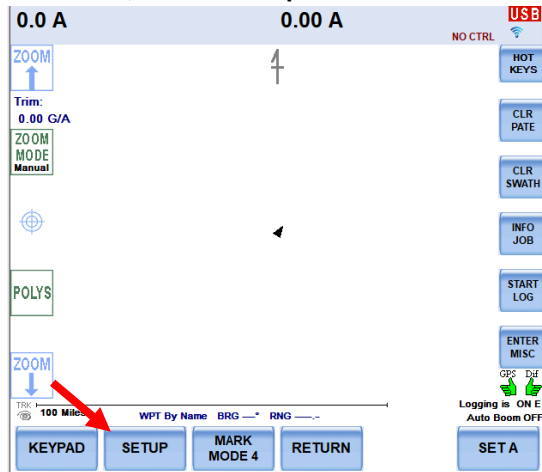 0.0 A
0.00 A
USB
NO CTRL
ZOOM
HOT
KEYS
Trim:
0.00 G/A
CLR
PATE
ZOOM
MODE
Manual
CLR
SWATH
INFO
JOB
POLYS
START
LOG
ENTER
MISC
ZOOM
GPS Dif
TRK
100 Miles
WPT By Name BRG —° RNG —.-
Logging is ON E
Auto Boom OFF
KEYPAD
SETUP
MARK
MODE 4
RETURN
SET A